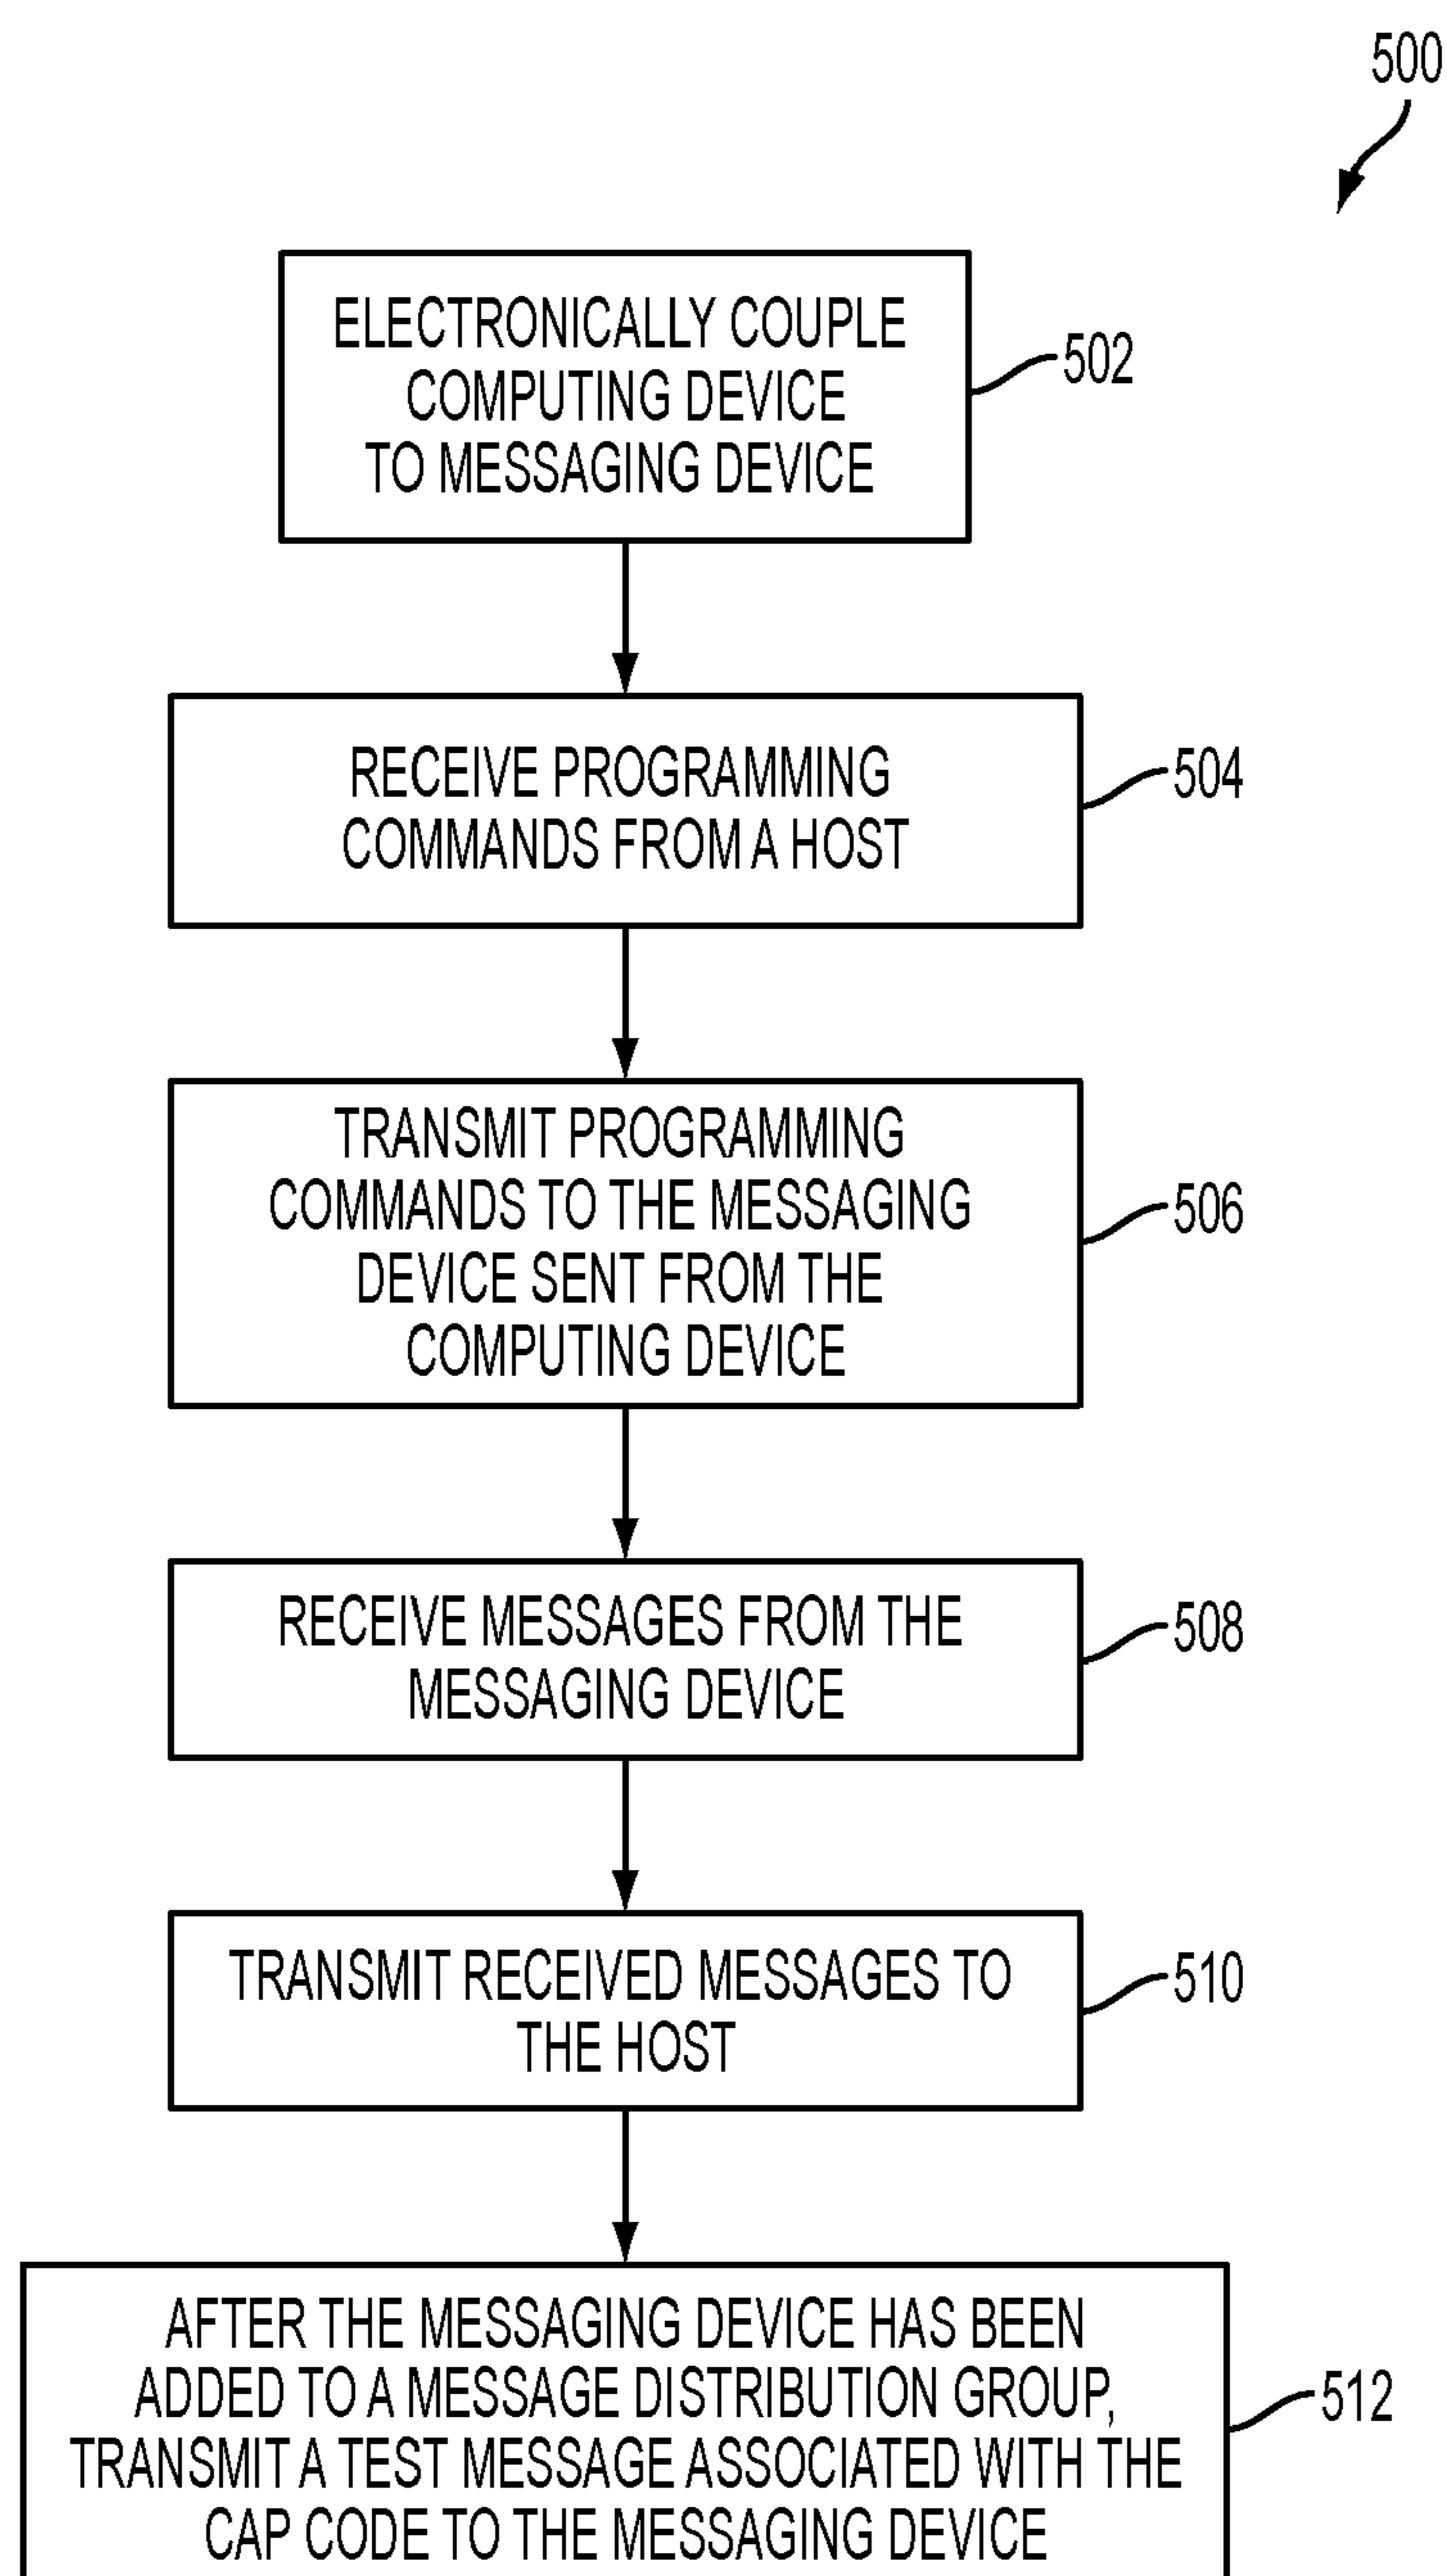 500
ELECTRONICALLY COUPLE
COMPUTING DEVICE
TO MESSAGING DEVICE
502
RECEIVE PROGRAMMING
COMMANDS FROM A HOST
504
TRANSMIT PROGRAMMING
COMMANDS TO THE MESSAGING
DEVICE SENT FROM THE
COMPUTING DEVICE
506
RECEIVE MESSAGES FROM THE
MESSAGING DEVICE
508
TRANSMIT RECEIVED MESSAGES TO
THE HOST
510
AFTER THE MESSAGING DEVICE HAS BEEN
ADDED TO A MESSAGE DISTRIBUTION GROUP,
TRANSMIT A TEST MESSAGE ASSOCIATED WITH THE
CAP CODE TO THE MESSAGING DEVICE
512